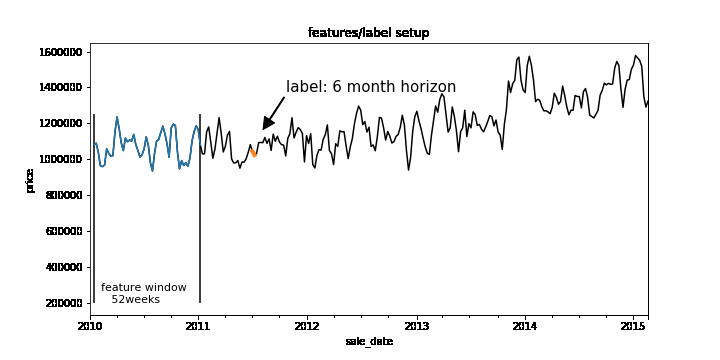 features/label setup
1600000
1400000
1200000
1000000
800000
600000
400000
200000
label: 6 month horizon
feature window
52weeks
price
2010
2011
2012
2013
2014
2015
sale_date